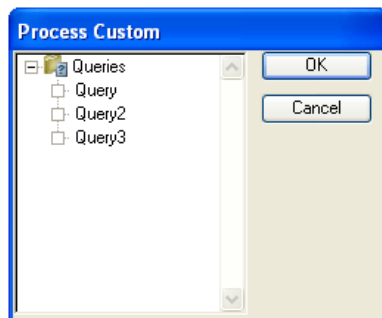 Process Custom
Queries
Query
Query2
Query3
OK
Cancel